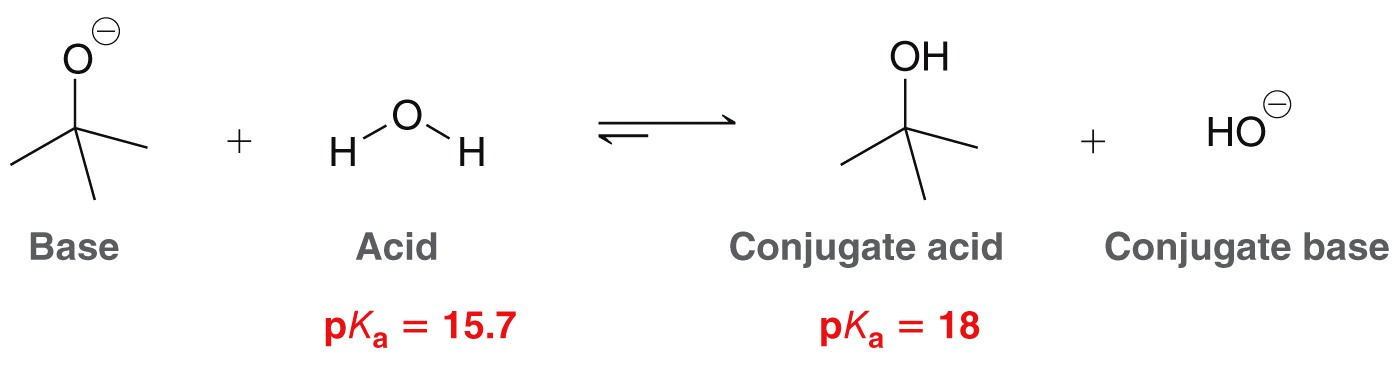 O⊖ + H O H ⇌ OH + HO⊖
Base Acid Conjugate acid Conjugate base
pKa = 15.7 pKa = 18